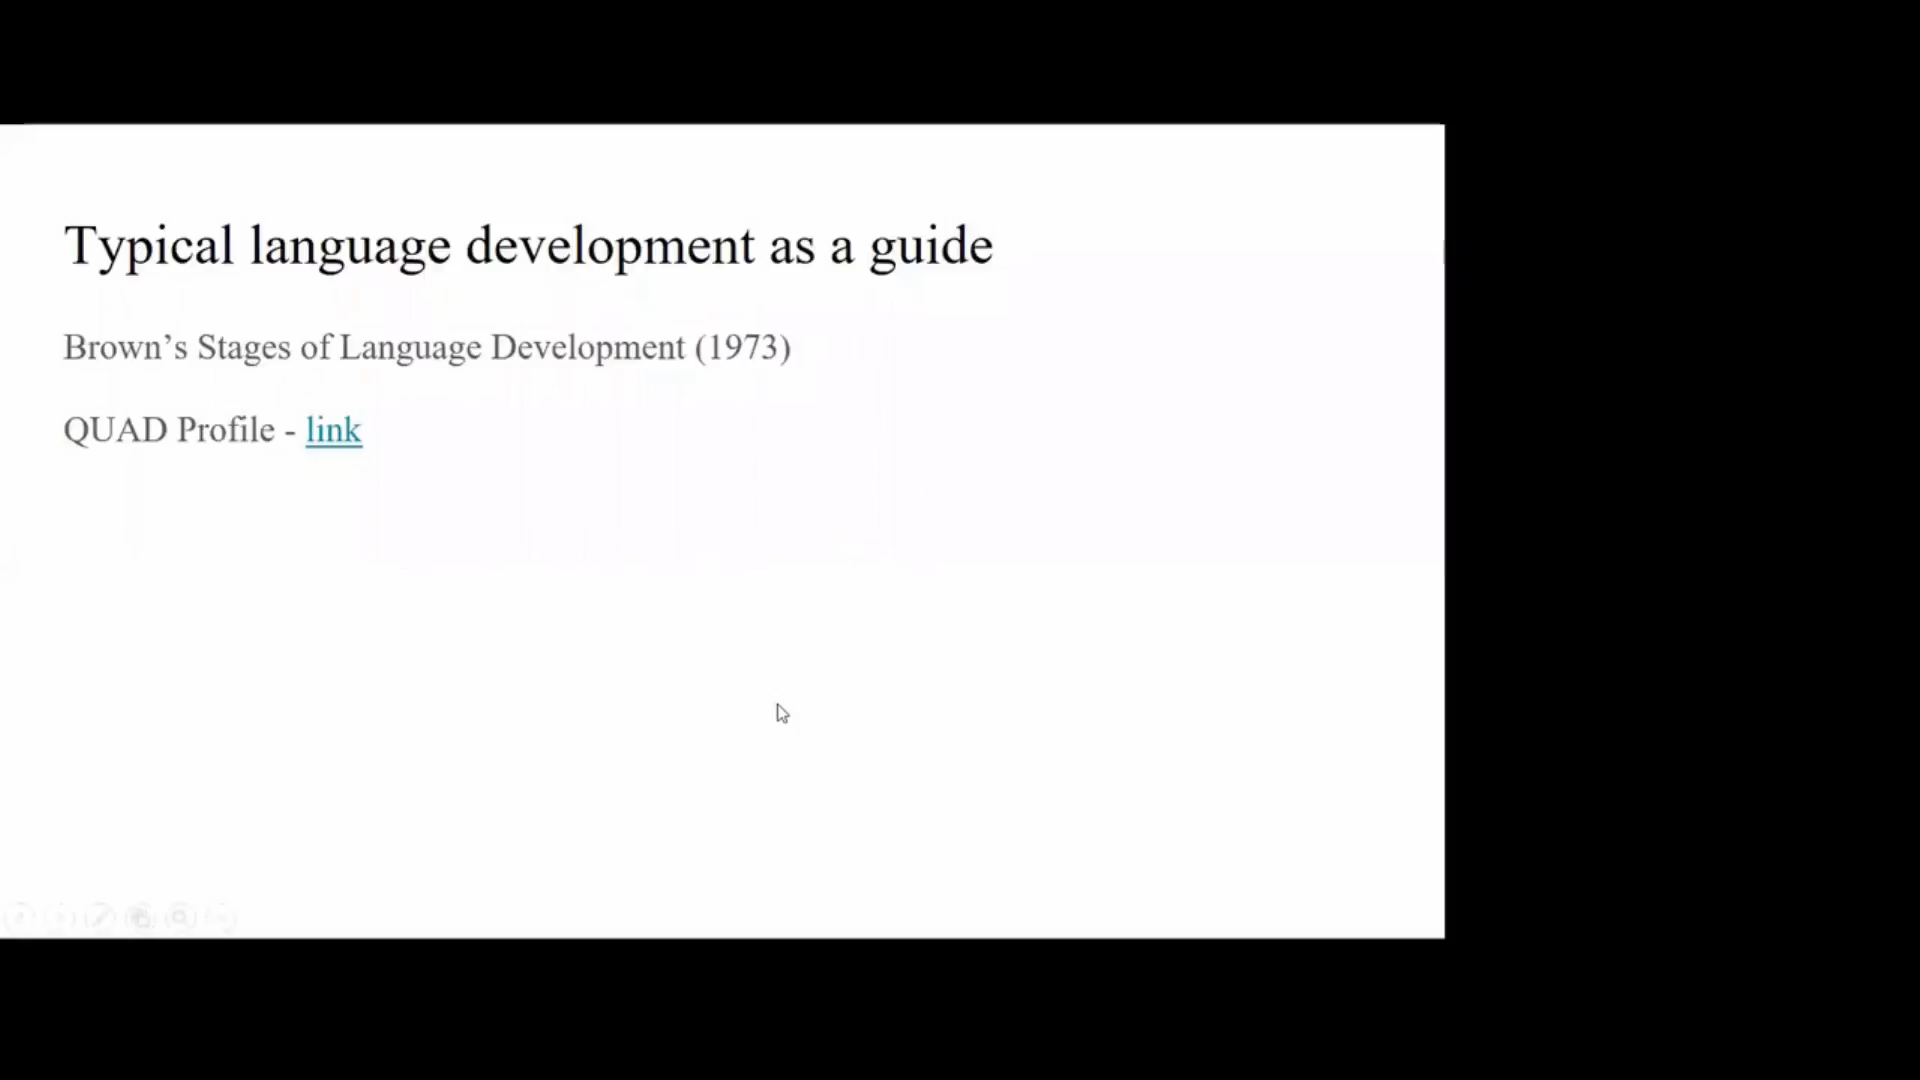 Typical language development as a guide
Brown’s Stages of Language Development (1973)
QUAD Profile - link